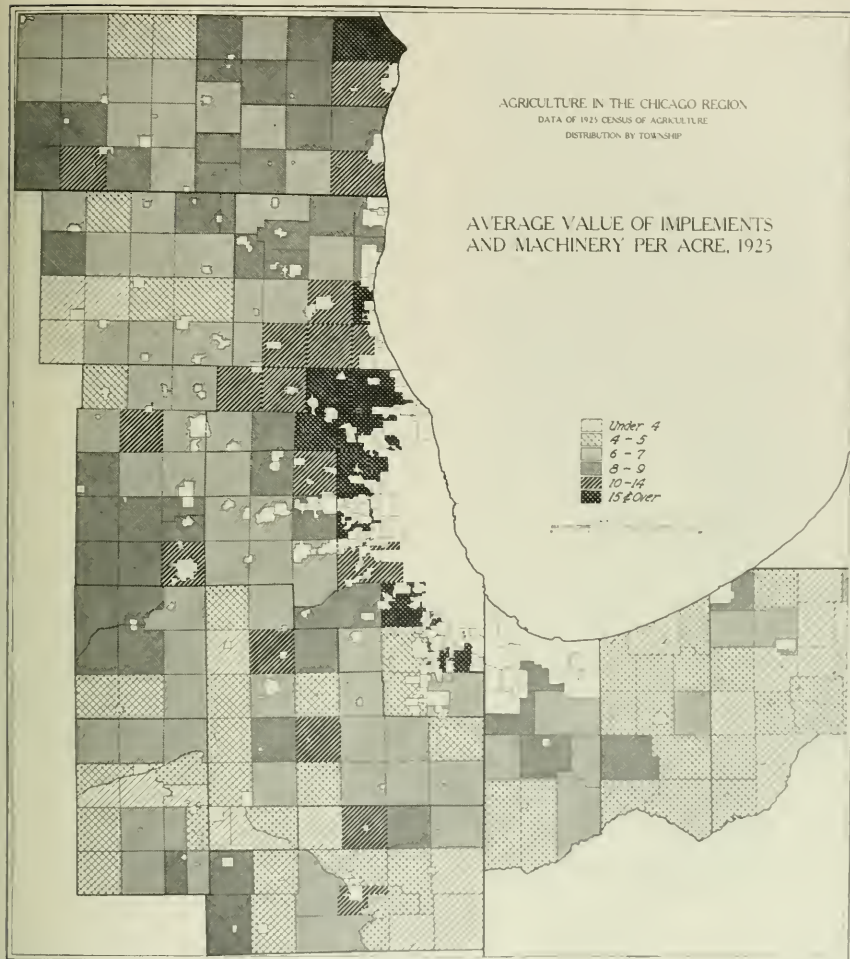 AGRICULTURE IN THE CHICAGO REGION
DATA OF 1925 CENSUS OF AGRICULTURE
DISTRIBUTION BY TOWNSHIP
AVERAGE VALUE OF IMPLEMENTS
AND MACHINERY PER ACRE, 1925
Under 4
4 - 5
6 - 7
8 - 9
10-14
15 & Over